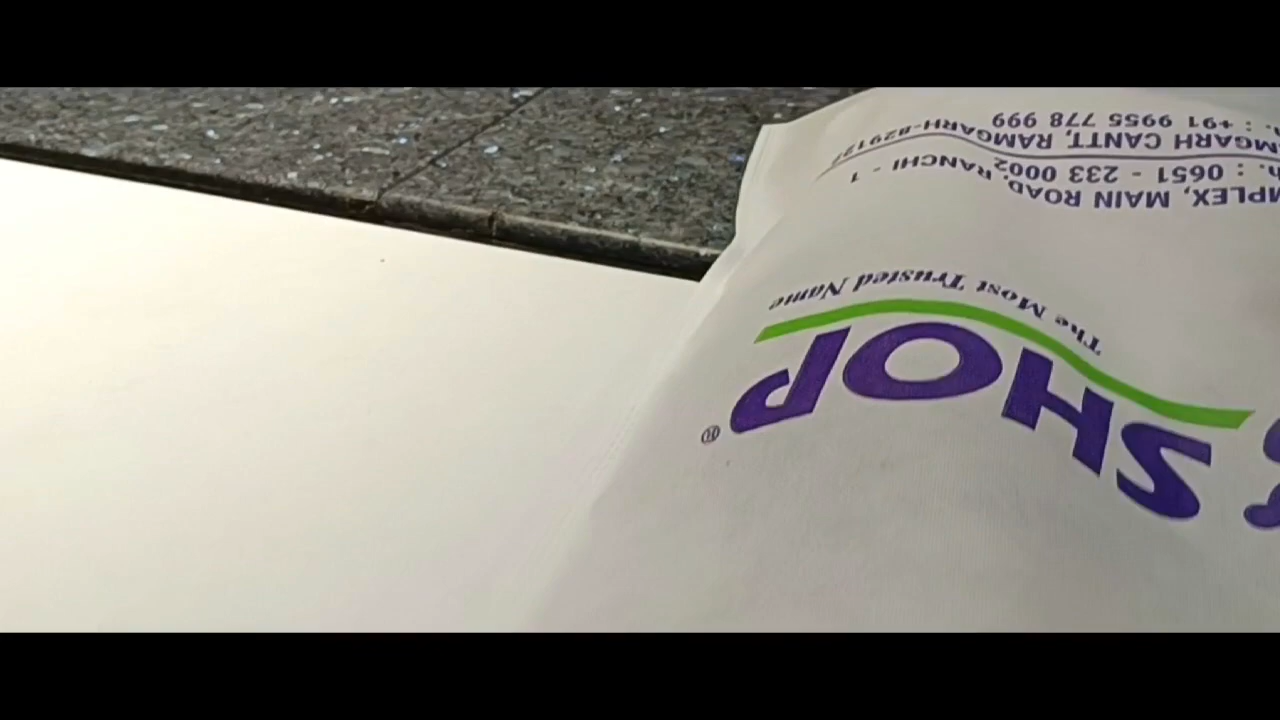 SHOP ®
The Most Trusted Name
MPLEX, MAIN ROAD, RANCHI - 1
h. : 0651 - 233 0002
MGARH CANTT, RAMGARH-829122
. : +91 9955 778 999